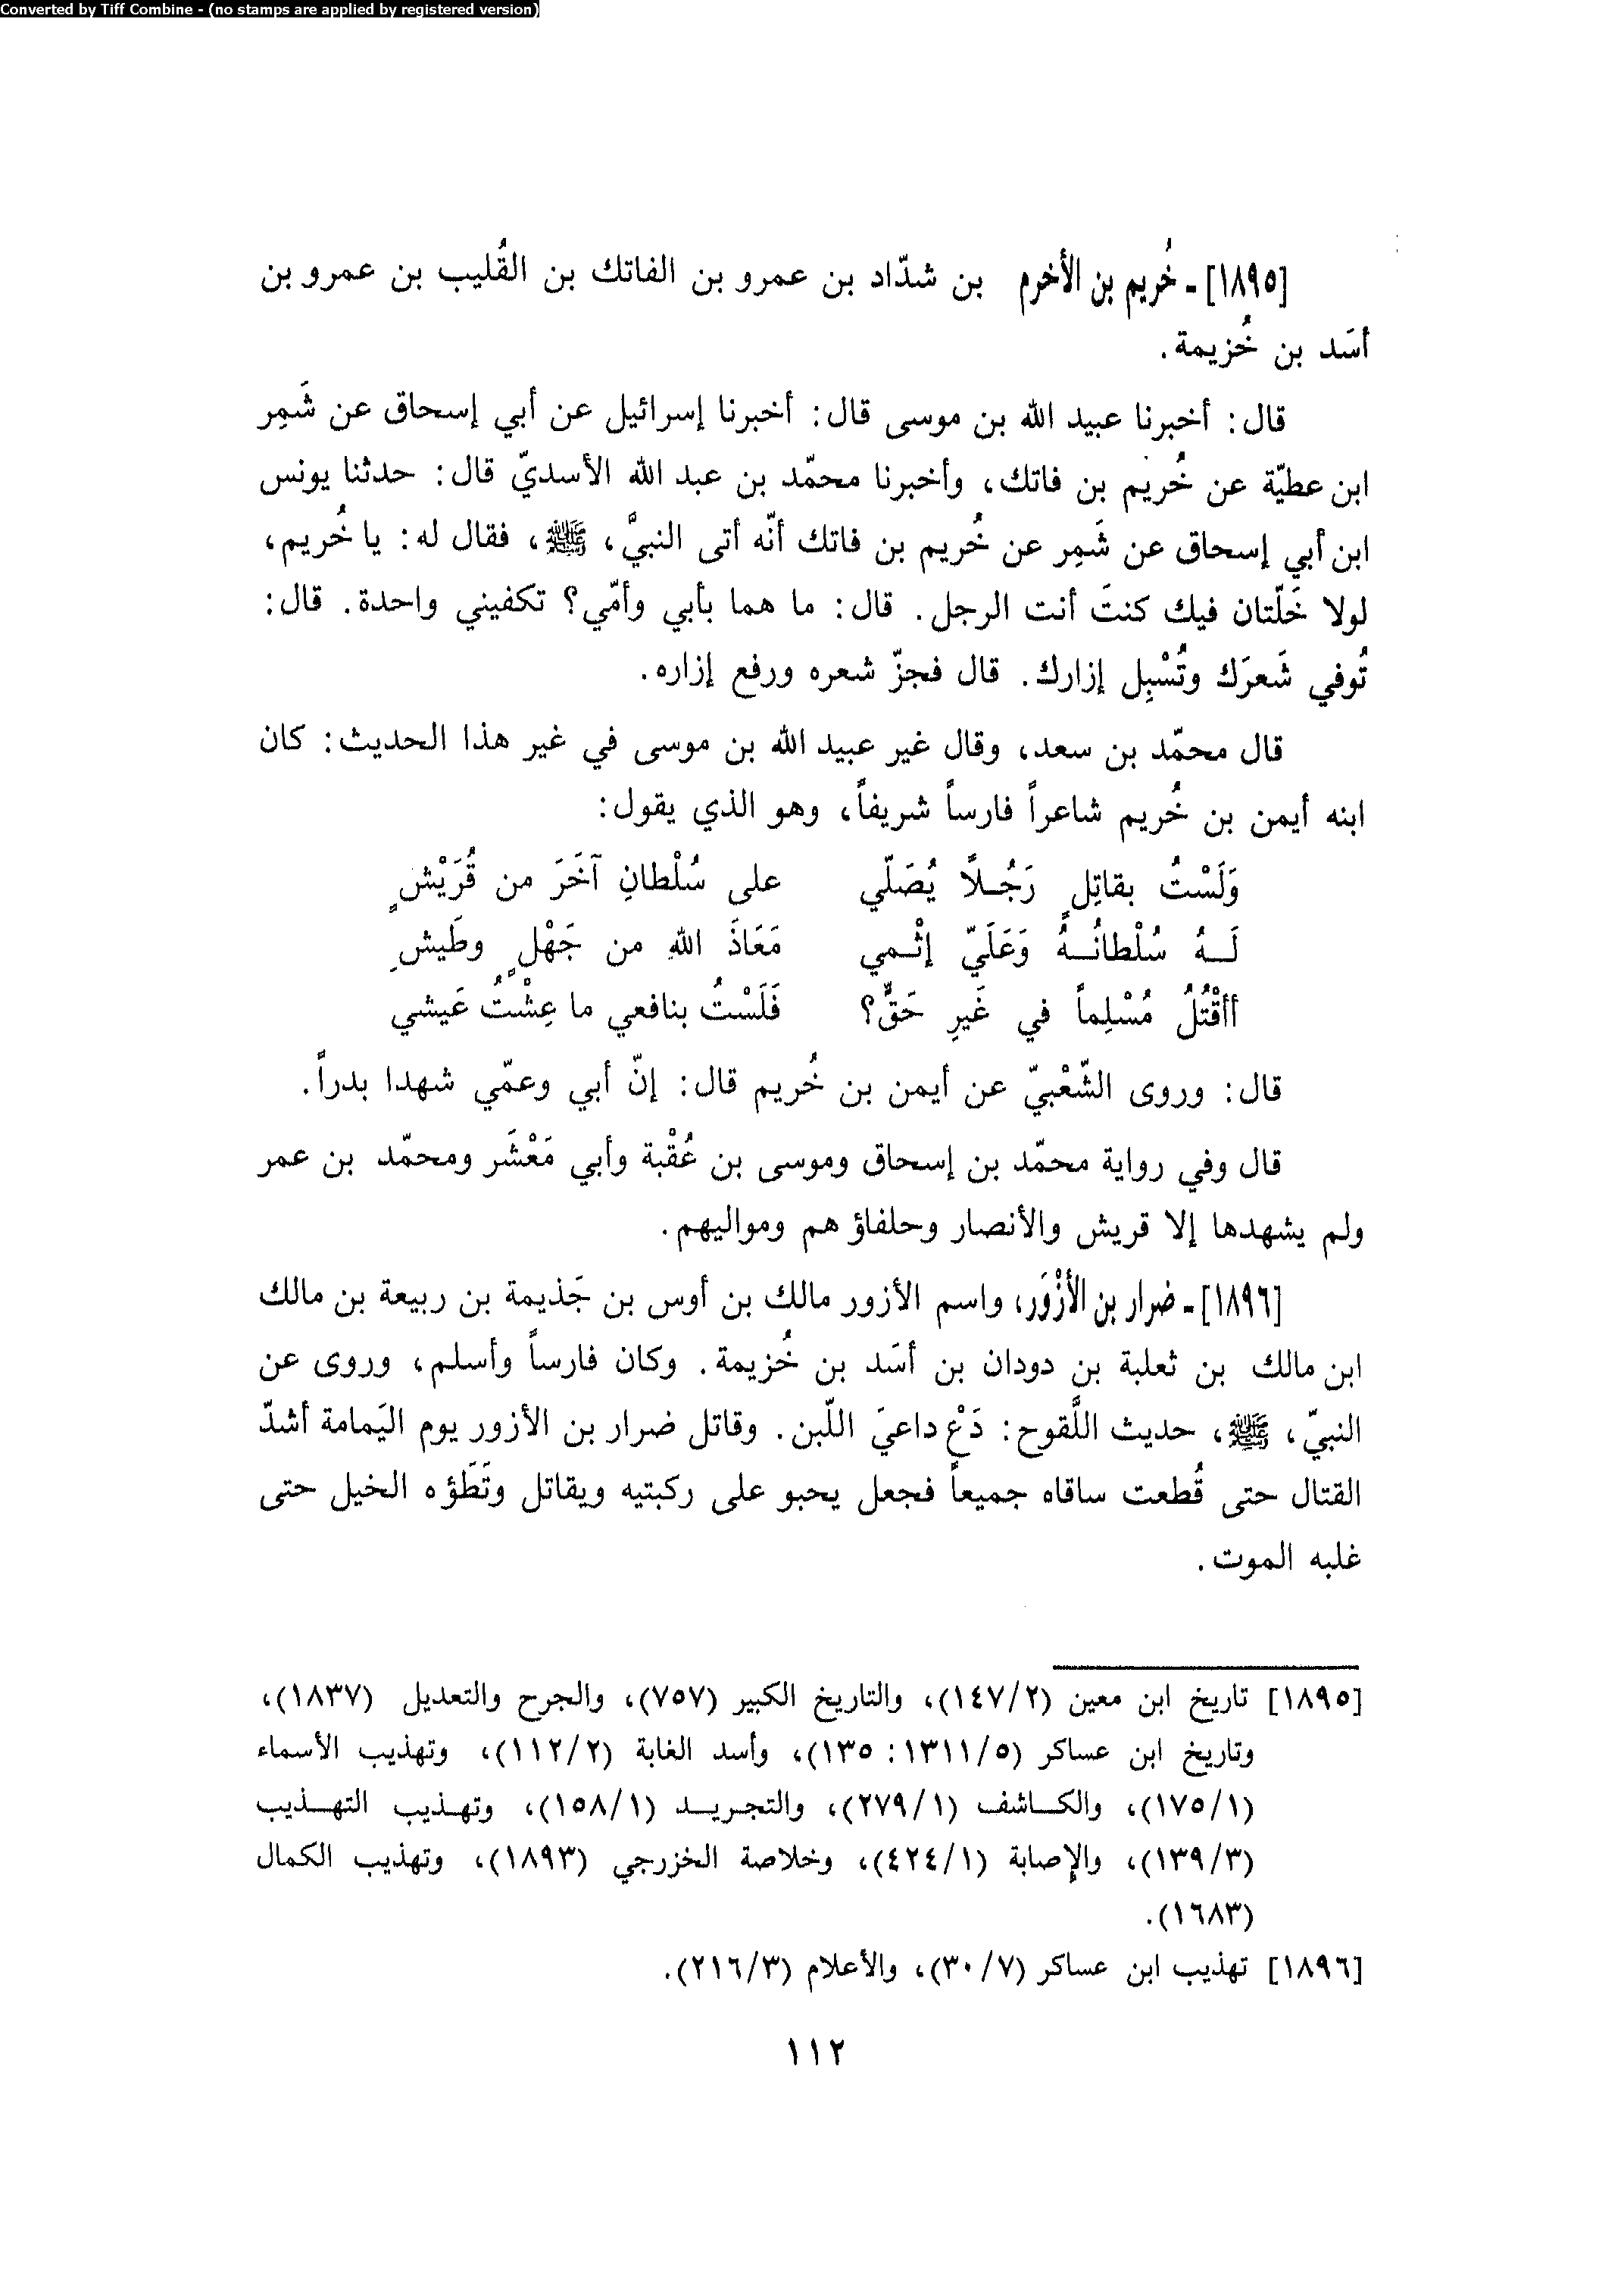 Converted by Tiff Combine - (no stamps are applied by registered version)
[١٨٩٥] - خُريم بن الأخرم بن شدّاد بن عمرو بن الفاتك بن القُليب بن عمرو بن
أسَد بن خُزيمة.
قال: أخبرنا عبيد الله بن موسى قال: أخبرنا إسرائيل عن أبي إسحاق عن شَمِر
ابن عطيّة عن خُريم بن فاتك، وأخبرنا محمّد بن عبد الله الأسديّ قال: حدثنا يونس
ابن أبي إسحاق عن شَمِر عن خُريم بن فاتك أنّه أتى النبيَّ، ﷺ، فقال له: يا خُريم،
لولا خَلّتان فيك كنتَ أنت الرجل. قال: ما هما بأبي وأمّي؟ تكفيني واحدة. قال:
تُوفي شَعرَك وتُسْبِل إزارك. قال فجزّ شعره ورفع إزاره.
قال محمّد بن سعد، وقال غير عبيد الله بن موسى في غير هذا الحديث: كان
ابنه أيمن بن خُريم شاعراً فارساً شريفاً، وهو الذي يقول:
وَلَسْتُ بقاتِلٍ رَجُلاً يُصَلّي على سُلْطانِ آخَرَ من قُرَيْشٍ
لَهُ سُلْطانُهُ وَعَلَيّ إثْمي مَعَاذَ اللهِ من جَهْلٍ وطَيشِ
أأقْتُلُ مُسْلِماً في غَيرِ حَقٍّ؟ فَلَسْتُ بنافعي ما عِشْتُ عَيشي
قال: وروى الشّعْبيّ عن أيمن بن خُريم قال: إنّ أبي وعمّي شهدا بدراً.
قال وفي رواية محمّد بن إسحاق وموسى بن عُقْبة وأبي مَعْشَر ومحمّد بن عمر
ولم يشهدها إلا قريش والأنصار وحلفاؤ هم ومواليهم.
[١٨٩٦] - ضرار بن الأزْوَر، واسم الأزور مالك بن أوس بن جَذيمة بن ربيعة بن مالك
ابن مالك بن ثعلبة بن دودان بن أسَد بن خُزيمة. وكان فارساً وأسلم، وروى عن
النبيّ، ﷺ، حديث اللَّقوح: دَعْ داعيَ اللّبن. وقاتل ضرار بن الأزور يوم اليَمامة أشدّ
القتال حتى قُطعت ساقاه جميعاً فجعل يحبو على ركبتيه ويقاتل وتَطَؤه الخيل حتى
غلبه الموت.
[١٨٩٥] تاريخ ابن معين (١٤٧/٢)، والتاريخ الكبير (٧٥٧)، والجرح والتعديل (١٨٣٧)،
وتاريخ ابن عساكر (١٣١١/٥: ١٣٥)، وأسد الغابة (١١٢/٢)، وتهذيب الأسماء
(١٧٥/١)، والكاشف (٢٧٩/١)، والتجريد (١٥٨/١)، وتهذيب التهذيب
(١٣٩/٣)، والإصابة (٤٢٤/١)، وخلاصة الخزرجي (١٨٩٣)، وتهذيب الكمال
(١٦٨٣).
[١٨٩٦] تهذيب ابن عساكر (٣٠/٧)، والأعلام (٢١٦/٣).
١١٢